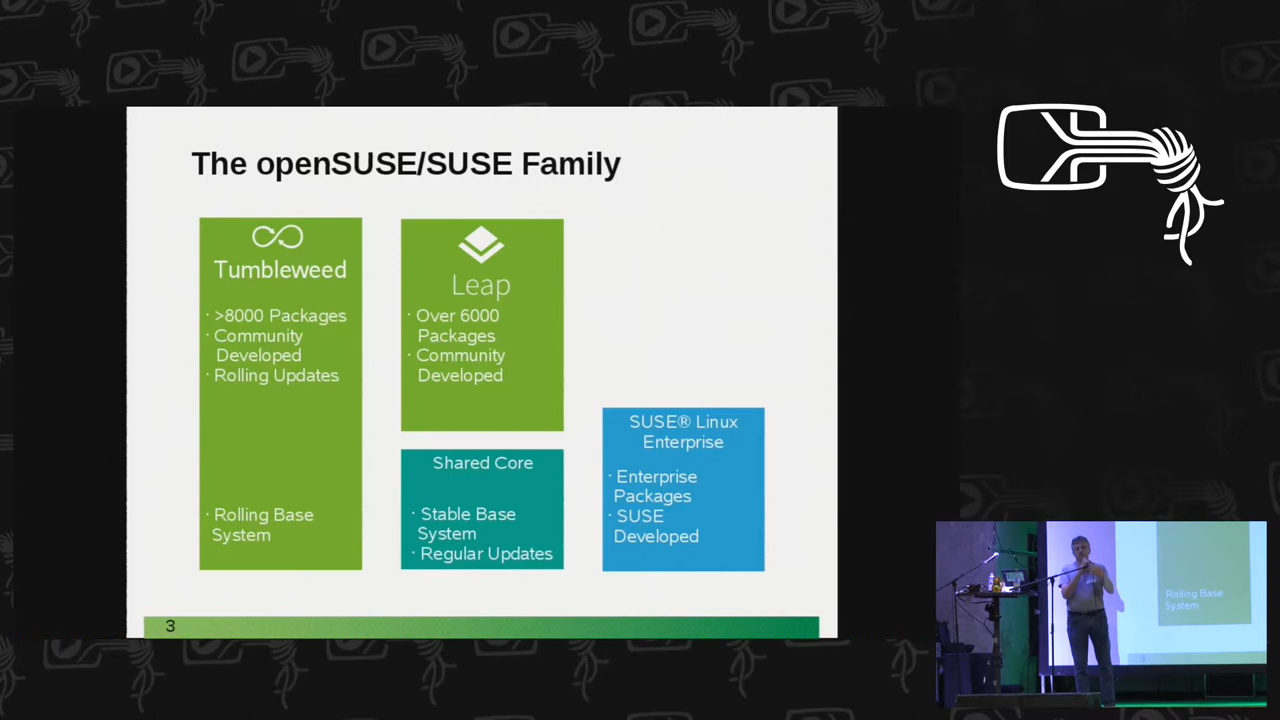 The openSUSE/SUSE Family
Tumbleweed
· >8000 Packages
· Community
Developed
· Rolling Updates
· Rolling Base
System
Leap
· Over 6000
Packages
· Community
Developed
Shared Core
· Stable Base
System
· Regular Updates
SUSE® Linux
Enterprise
· Enterprise
Packages
· SUSE
Developed
3
Rolling Base
System